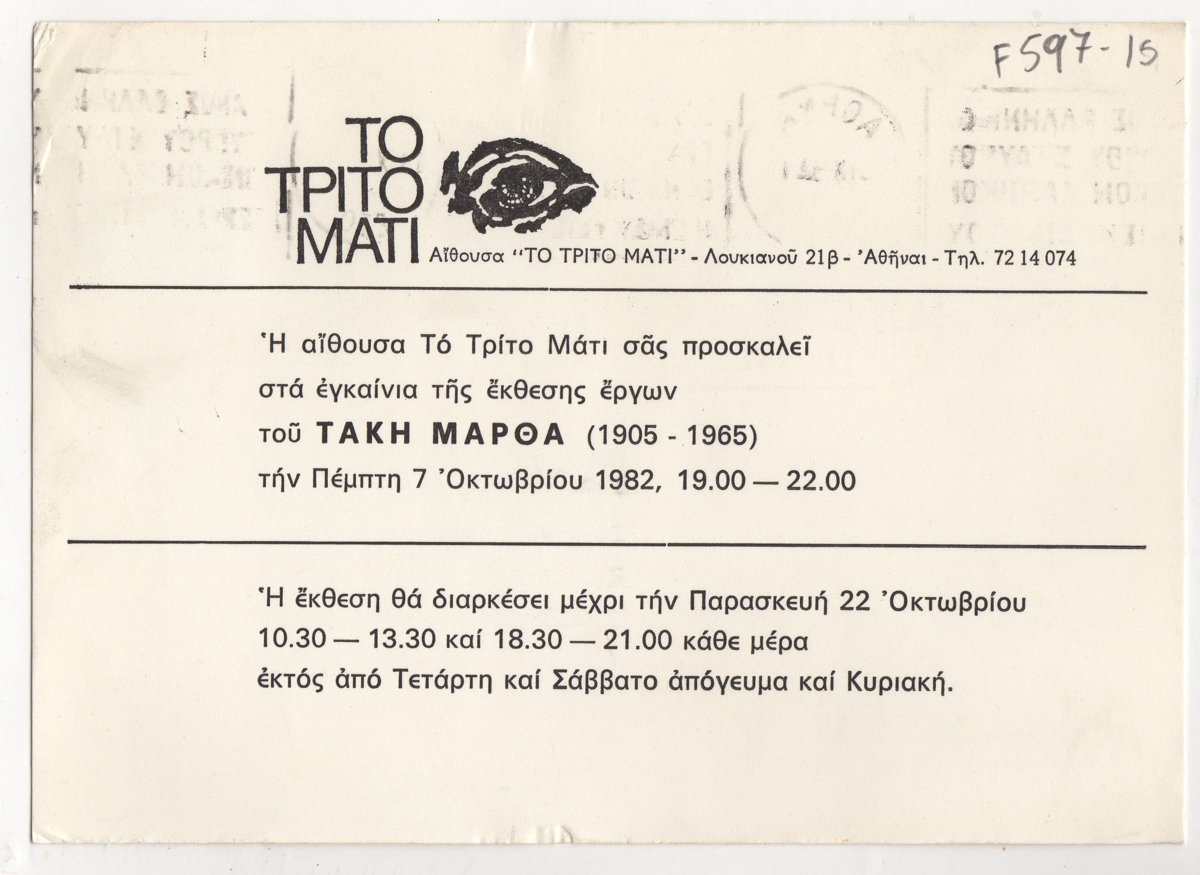 F597-15
ΤΟ
ΤΡΙΤΟ
ΜΑΤΙ
Αἴθουσα “ΤΟ ΤΡΙΤΟ ΜΑΤΙ” - Λουκιανοῦ 21β - Ἀθῆναι - Τηλ. 72 14 074
Ἡ αἴθουσα Τό Τρίτο Μάτι σᾶς προσκαλεῖ
στά ἐγκαίνια τῆς ἔκθεσης ἔργων
τοῦ ΤΑΚΗ ΜΑΡΘΑ (1905 - 1965)
τήν Πέμπτη 7 Ὀκτωβρίου 1982, 19.00 — 22.00
Ἡ ἔκθεση θά διαρκέσει μέχρι τήν Παρασκευή 22 Ὀκτωβρίου
10.30 — 13.30 καί 18.30 — 21.00 κάθε μέρα
ἐκτός ἀπό Τετάρτη καί Σάββατο ἀπόγευμα καί Κυριακή.